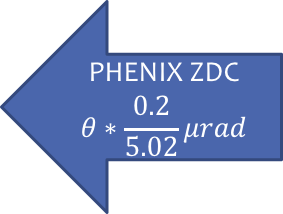 PHENIX ZDC
θ * 0.2/5.02 μrad